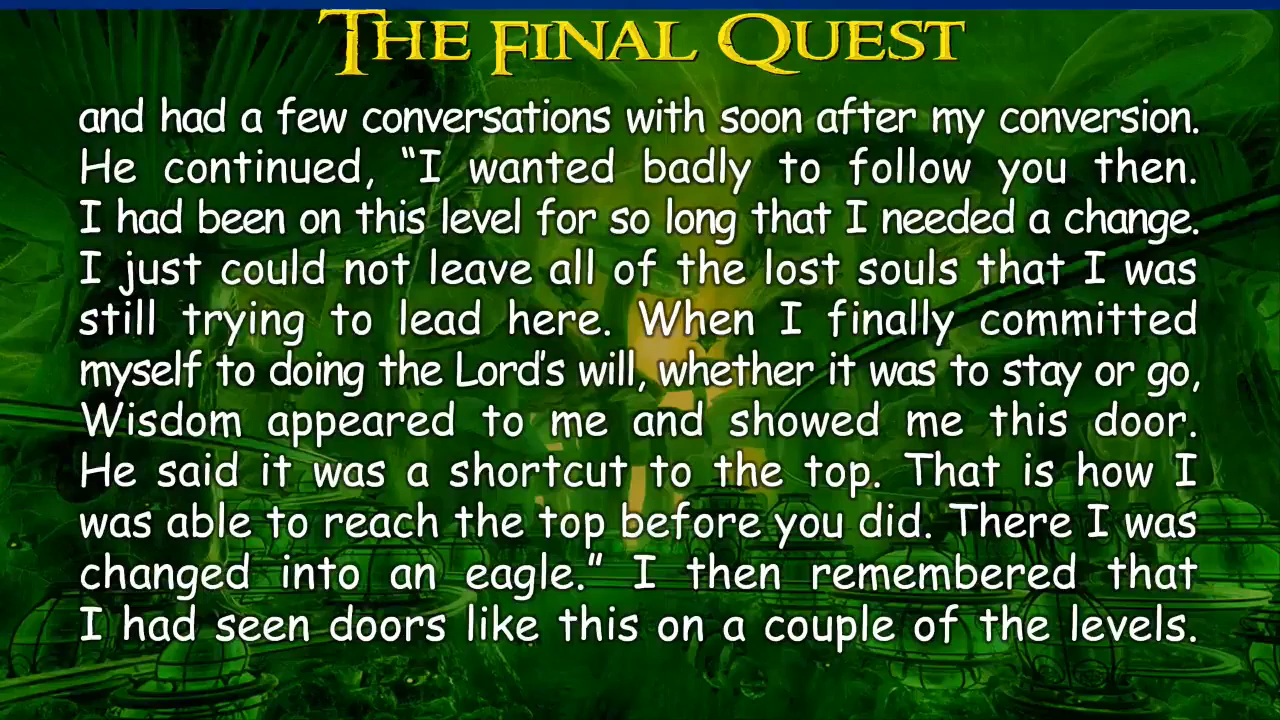 The Final Quest
and had a few conversations with soon after my conversion.
He continued, “I wanted badly to follow you then.
I had been on this level for so long that I needed a change.
I just could not leave all of the lost souls that I was
still trying to lead here. When I finally committed
myself to doing the Lord’s will, whether it was to stay or go,
Wisdom appeared to me and showed me this door.
He said it was a shortcut to the top. That is how I
was able to reach the top before you did. There I was
changed into an eagle.” I then remembered that
I had seen doors like this on a couple of the levels.